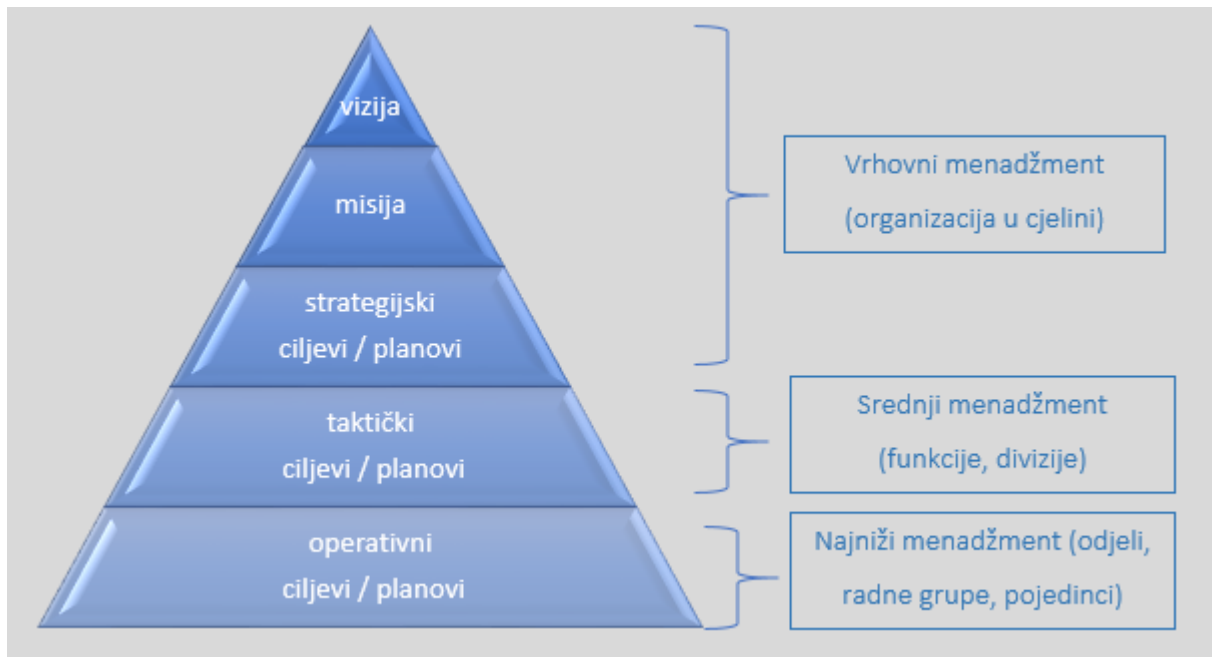 vizija
misija
strategijski
ciljevi / planovi
taktički
ciljevi / planovi
operativni
ciljevi / planovi
Vrhovni menadžment
(organizacija u cjelini)
Srednji menadžment
(funkcije, divizije)
Najniži menadžment (odjeli,
radne grupe, pojedinci)